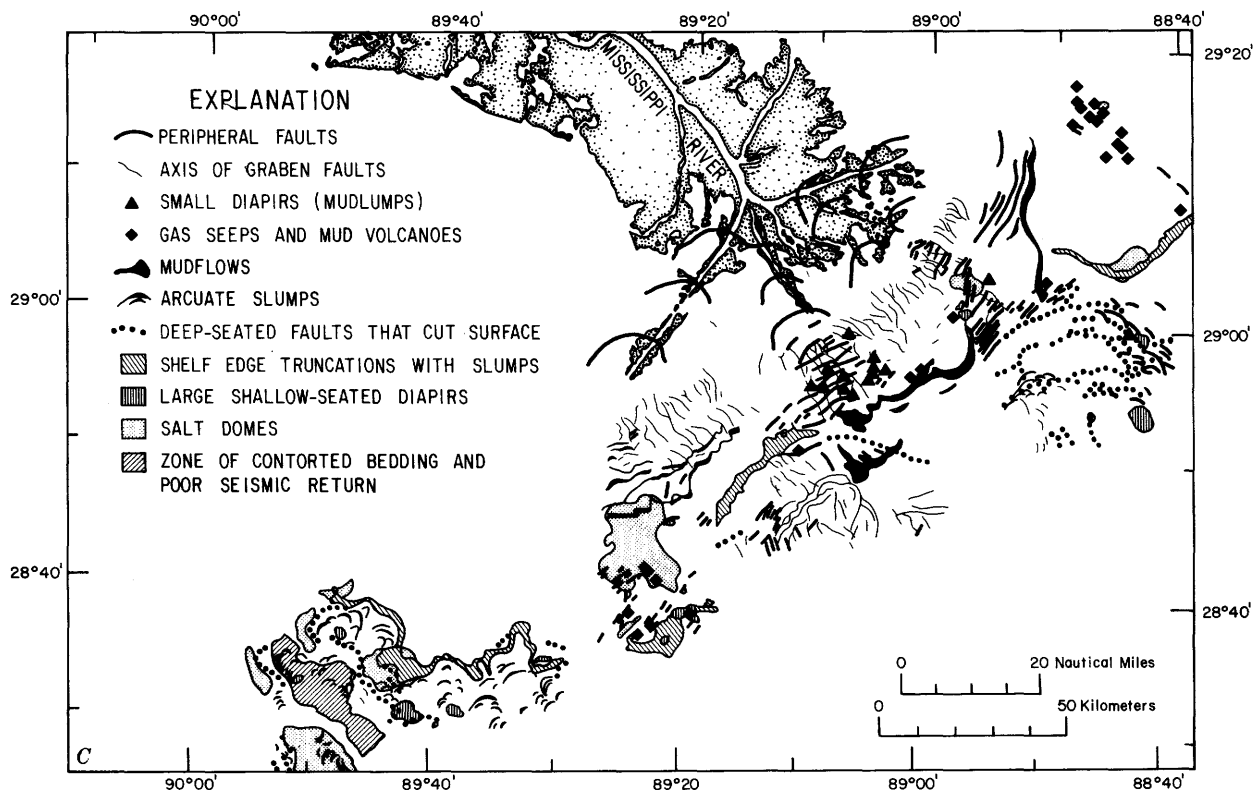 90°00'
89°40'
89°20'
89°00'
88°40'
29°20'
MISSISSIPPI
RIVER
EXPLANATION
PERIPHERAL FAULTS
AXIS OF GRABEN FAULTS
SMALL DIAPIRS (MUDLUMPS)
GAS SEEPS AND MUD VOLCANOES
MUDFLOWS
ARCUATE SLUMPS
DEEP-SEATED FAULTS THAT CUT SURFACE
SHELF EDGE TRUNCATIONS WITH SLUMPS
LARGE SHALLOW-SEATED DIAPIRS
SALT DOMES
ZONE OF CONTORTED BEDDING AND
POOR SEISMIC RETURN
29°00'
29°00'
28°40'
28°40'
0 20 Nautical Miles
0 50 Kilometers
C
90°00'
89°40'
89°20'
89°00'
88°40'